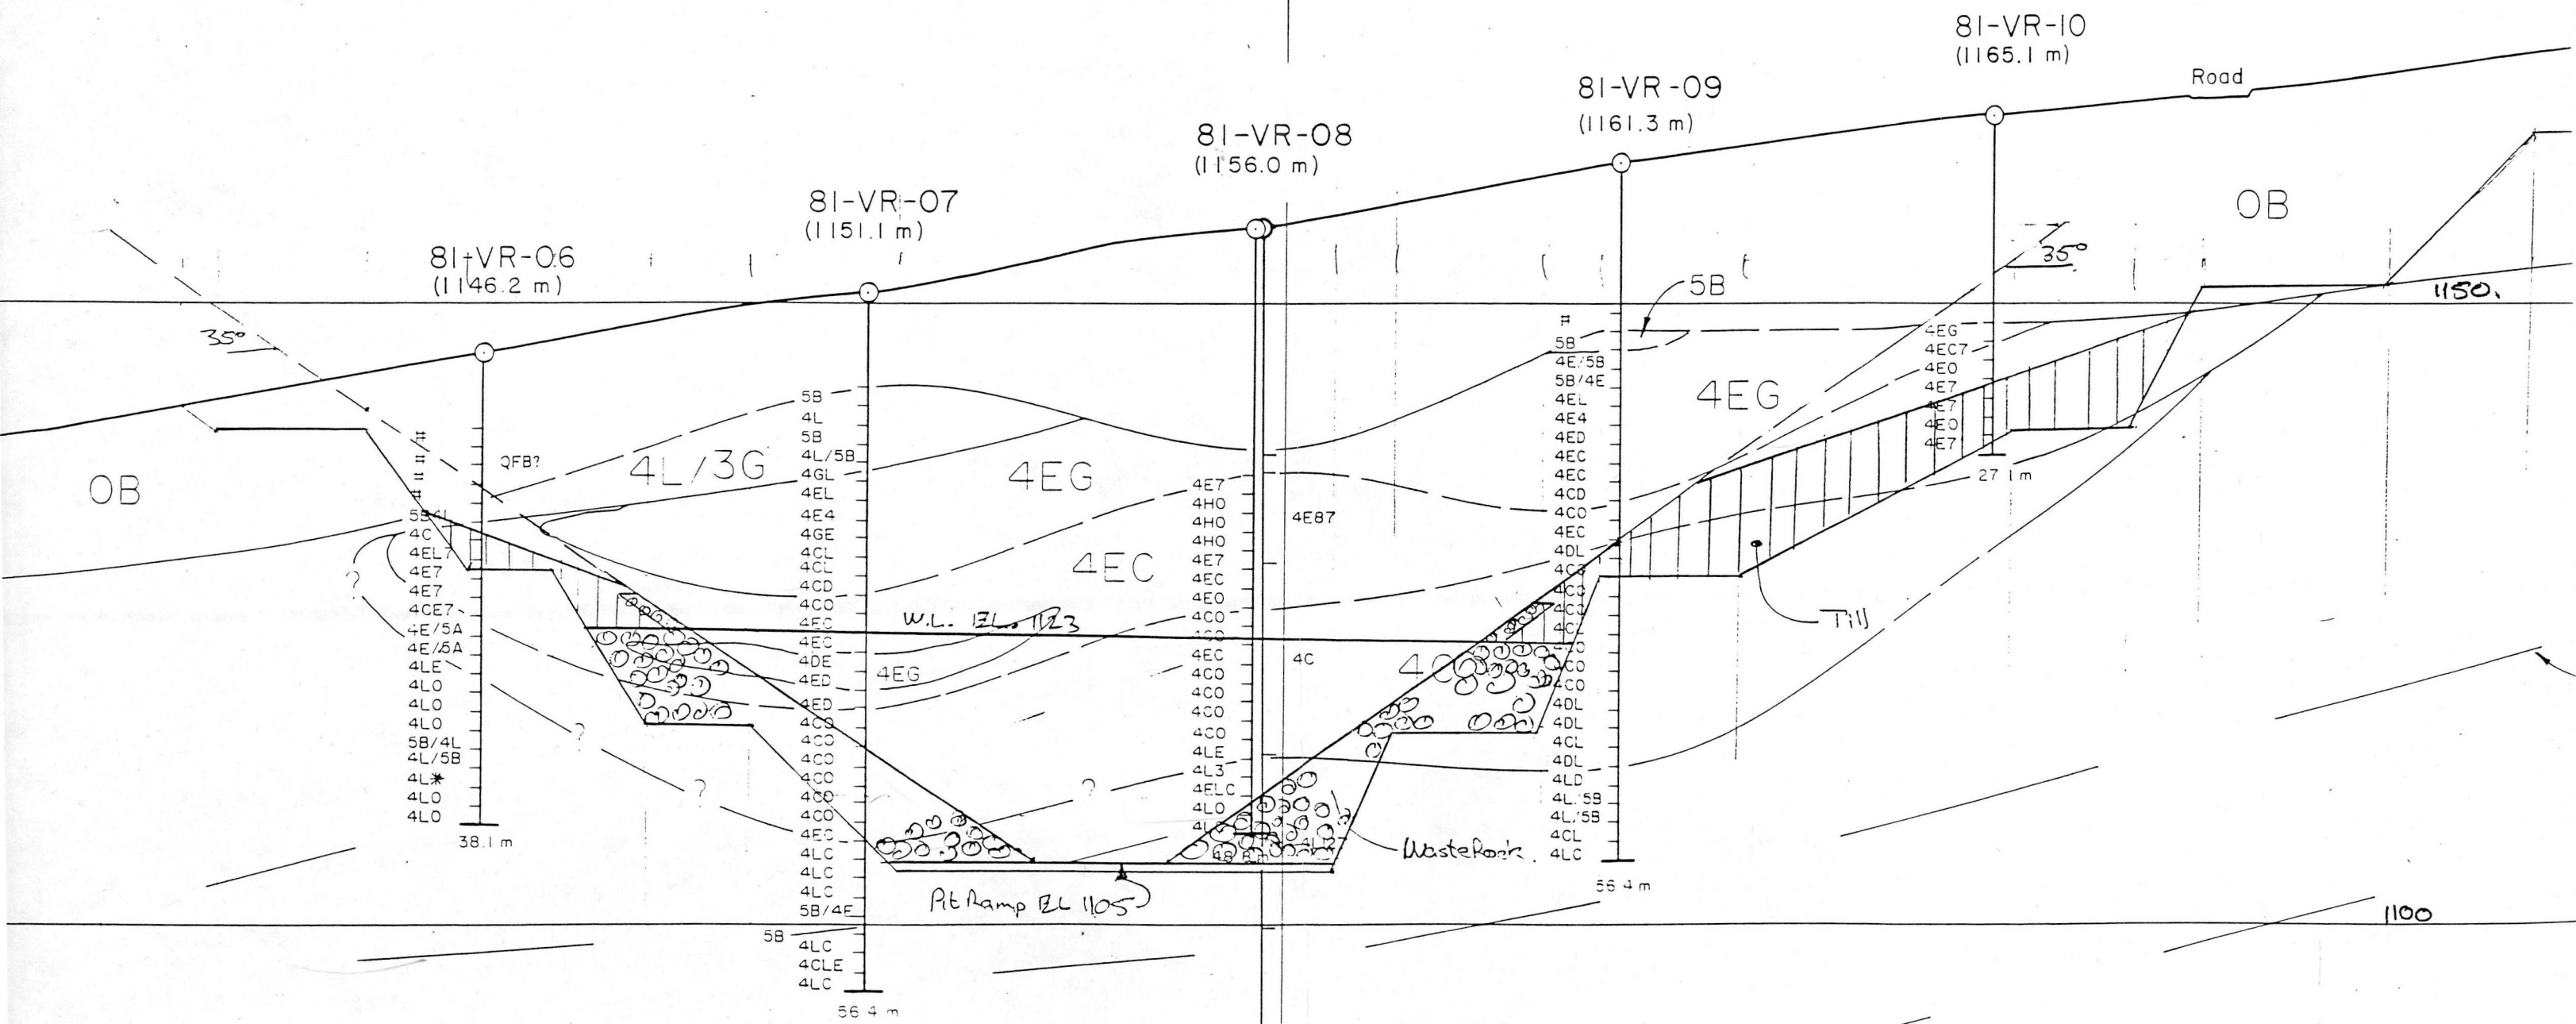 81-VR-10
(1165.1 m)
Road
81-VR-09
(1161.3 m)
81-VR-08
(1156.0 m)
OB
81-VR-07
(1151.1 m)
81-VR-06
(1146.2 m)
35°
5B
1150.
35°
OB
QFB?
4L/3G
4EG
4EC
4EG
4E87
4C
4EG
W.L. EL. 1123
?
?
?
?
Till
Waste Rock.
Pit Ramp EL 1105
1100
4C
4EL7
4E7
4E7
4CE7
4E/5A
4E/5A
4LE
4LO
4LO
4LO
5B/4L
4L/5B
4L*
4LO
4LO
38.1 m
5B
4L
5B
4L/5B
4GL
4EL
4E4
4GE
4CL
4CL
4CD
4CO
4EC
4EC
4DE
4ED
4ED
4CO
4CO
4CO
4CO
4CO
4CO
4EC
4LC
4LC
4LC
5B/4E
5B
4LC
4CLE
4LC
56.4 m
4E7
4HO
4HO
4HO
4E7
4EC
4EO
4CO
4EC
4CO
4CO
4CO
4CO
4LE
4L3
4ELC
4LO
5B
4E/5B
5B/4E
4EL
4E4
4ED
4EC
4EC
4CD
4CO
4EC
4DL
4CO
4CO
4DL
4DL
4CL
4DL
4LD
4L/5B
4L/5B
4CL
4LC
56.4 m
4EG
4EC7
4EO
4E7
4E7
4EO
4E7
27.1 m